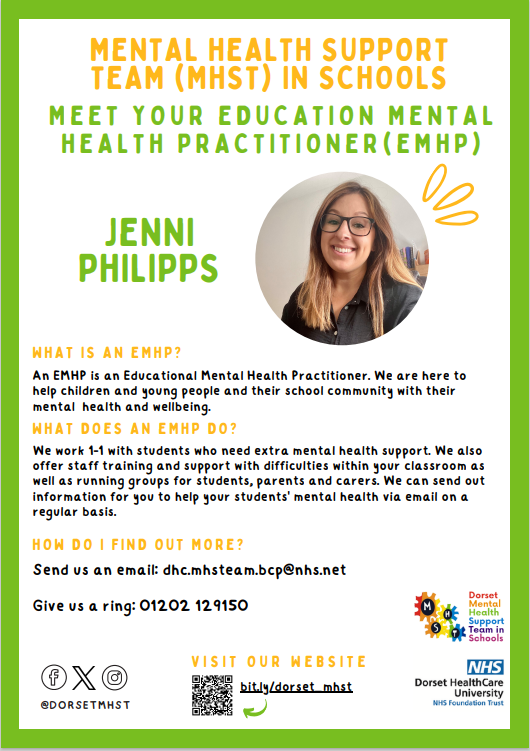 MENTAL HEALTH SUPPORT
TEAM (MHST) IN SCHOOLS
MEET YOUR EDUCATION MENTAL
HEALTH PRACTITIONER(EMHP)
JENNI
PHILIPPS
WHAT IS AN EMHP?
An EMHP is an Educational Mental Health Practitioner. We are here to
help children and young people and their school community with their
mental health and wellbeing.
WHAT DOES AN EMHP DO?
We work 1-1 with students who need extra mental health support. We also
offer staff training and support with difficulties within your classroom as
well as running groups for students, parents and carers. We can send out
information for you to help your students' mental health via email on a
regular basis.
HOW DO I FIND OUT MORE?
Send us an email: dhc.mhsteam.bcp@nhs.net
Give us a ring: 01202 129150
M H
S T
Dorset
Mental
Health
Support
Team in
Schools
VISIT OUR WEBSITE
bit.ly/dorset_mhst
@DORSETMHST
NHS
Dorset HealthCare
University
NHS Foundation Trust